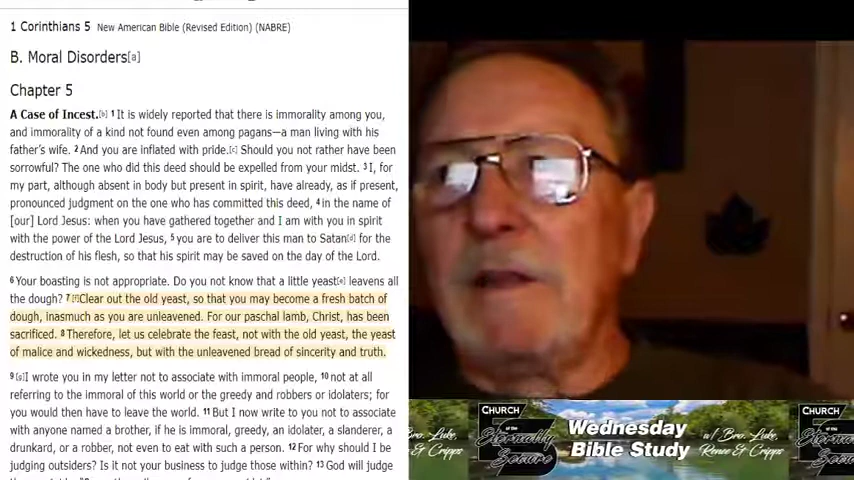 1 Corinthians 5 New American Bible (Revised Edition) (NABRE)
B. Moral Disorders[a]
Chapter 5
A Case of Incest.[b] 1 It is widely reported that there is immorality among you,
and immorality of a kind not found even among pagans—a man living with his
father's wife. 2 And you are inflated with pride.[c] Should you not rather have been
sorrowful? The one who did this deed should be expelled from your midst. 3 I, for
my part, although absent in body but present in spirit, have already, as if present,
pronounced judgment on the one who has committed this deed, 4 in the name of
[our] Lord Jesus: when you have gathered together and I am with you in spirit
with the power of the Lord Jesus, 5 you are to deliver this man to Satan[d] for the
destruction of his flesh, so that his spirit may be saved on the day of the Lord.
6 Your boasting is not appropriate. Do you not know that a little yeast[e] leavens all
the dough? 7 [f]Clear out the old yeast, so that you may become a fresh batch of
dough, inasmuch as you are unleavened. For our paschal lamb, Christ, has been
sacrificed. 8 Therefore, let us celebrate the feast, not with the old yeast, the yeast
of malice and wickedness, but with the unleavened bread of sincerity and truth.
9 [g]I wrote you in my letter not to associate with immoral people, 10 not at all
referring to the immoral of this world or the greedy and robbers or idolaters; for
you would then have to leave the world. 11 But I now write to you not to associate
with anyone named a brother, if he is immoral, greedy, an idolater, a slanderer, a
drunkard, or a robber, not even to eat with such a person. 12 For why should I be
judging outsiders? Is it not your business to judge those within? 13 God will judge
Bro. Luke,
& Cripps
CHURCH
of the
Eternally
Secure
Wednesday
Bible Study
w/ Bro. Luke,
Renee & Cripps
CHURCH
of the
Eternally
Secure